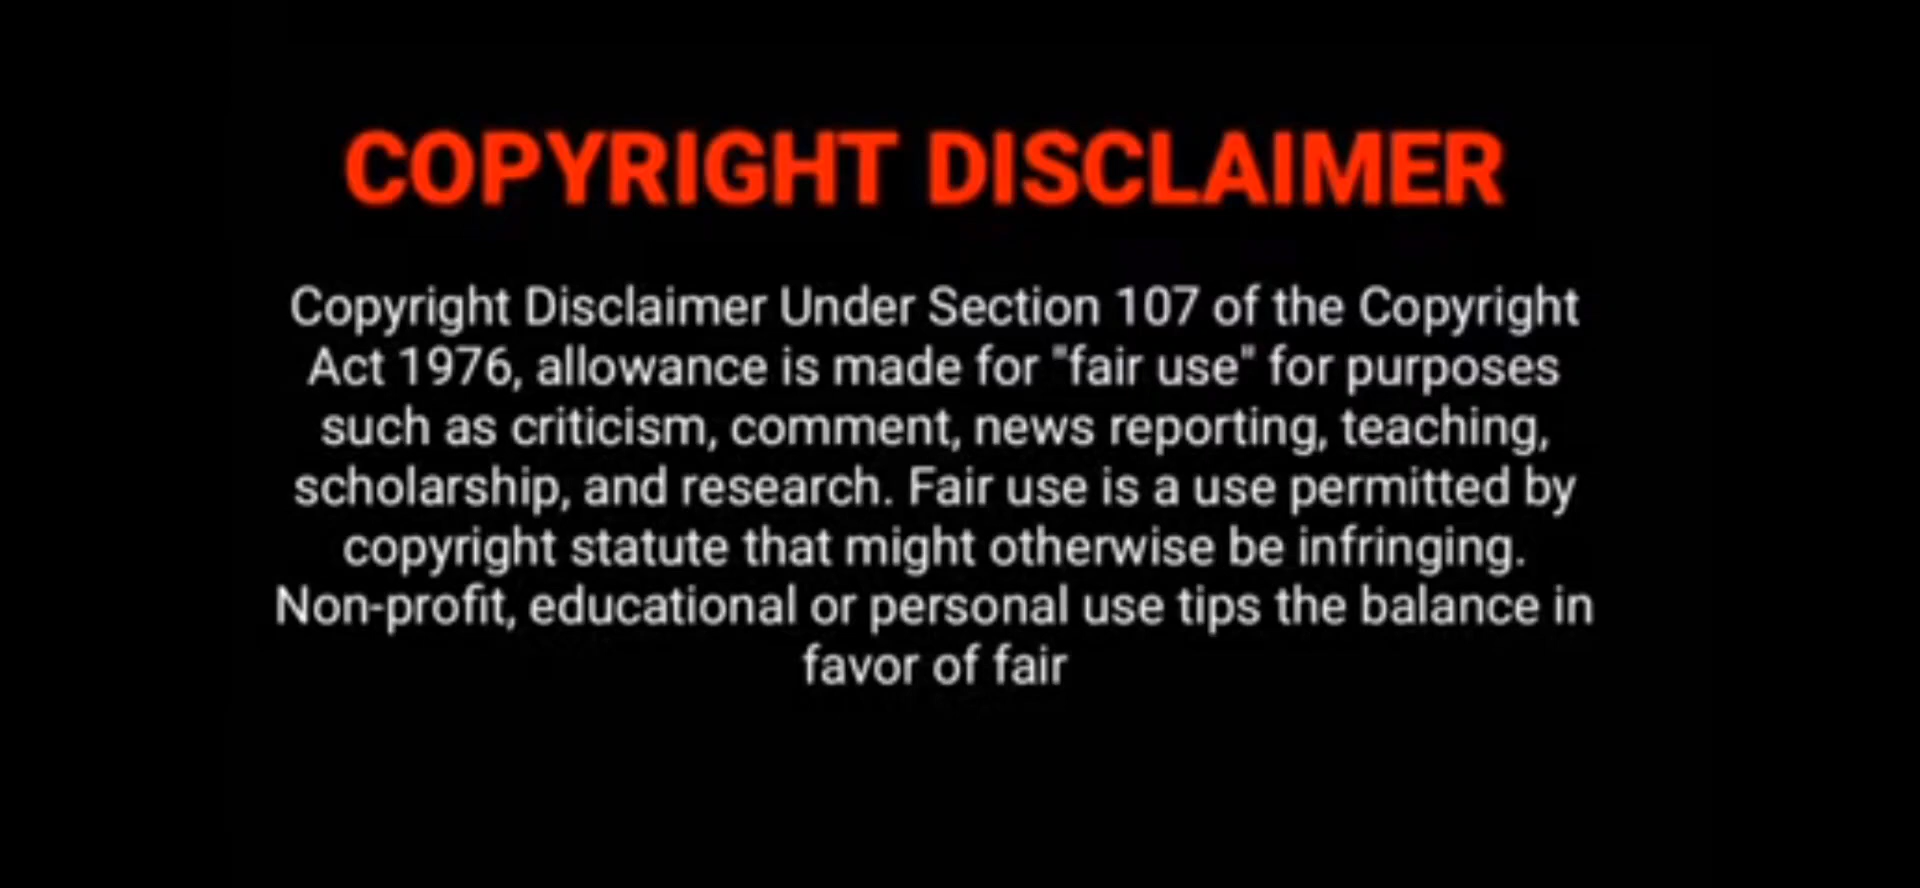 COPYRIGHT DISCLAIMER
Copyright Disclaimer Under Section 107 of the Copyright
Act 1976, allowance is made for "fair use" for purposes
such as criticism, comment, news reporting, teaching,
scholarship, and research. Fair use is a use permitted by
copyright statute that might otherwise be infringing.
Non-profit, educational or personal use tips the balance in
favor of fair